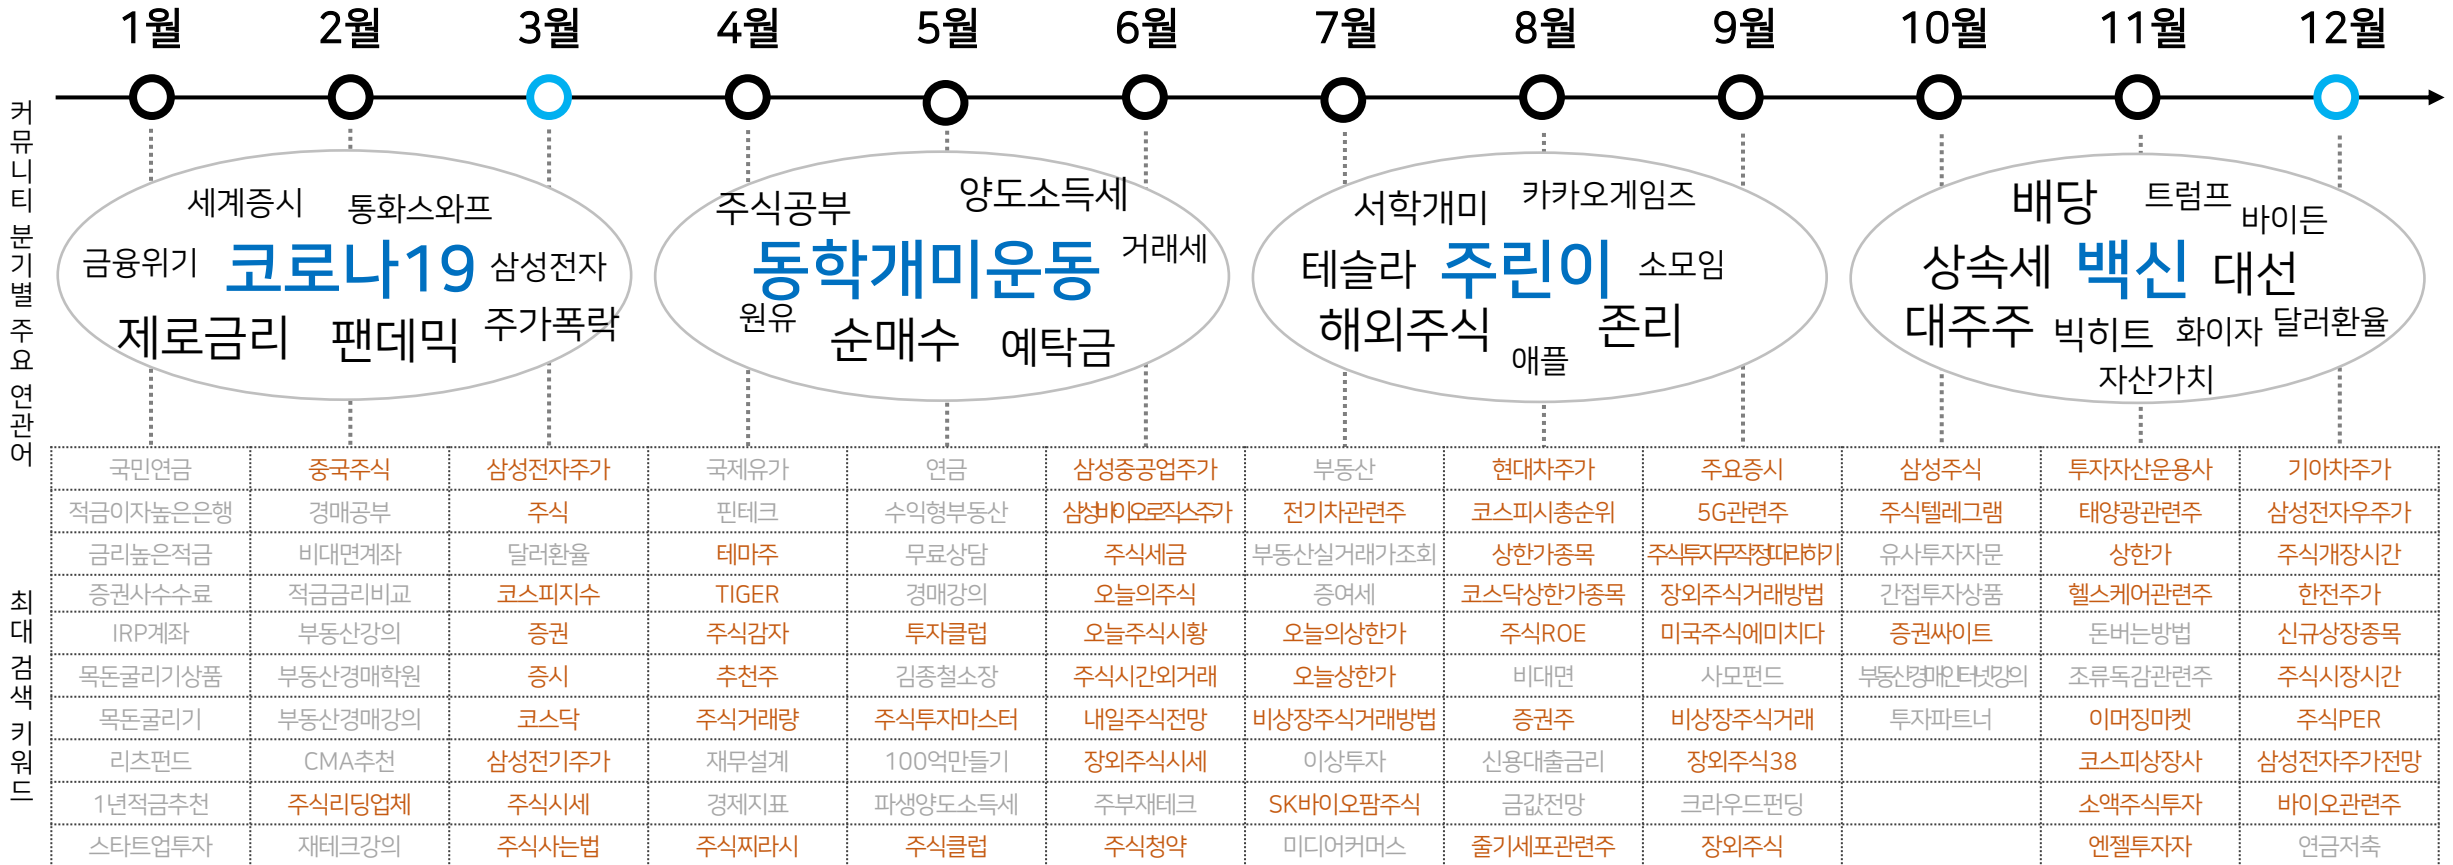 1월 2월 3월 4월 5월 6월 7월 8월 9월 10월 11월 12월
커뮤니티 분기별 주요 연관어
세계증시 통화스와프
금융위기 코로나19 삼성전자
제로금리 팬데믹 주가폭락
주식공부 양도소득세
동학개미운동 거래세
원유 순매수 예탁금
서학개미 카카오게임즈
테슬라 주린이 소모임
해외주식 존리
애플
배당 트럼프 바이든
상속세 백신 대선
대주주 빅히트 화이자 달러환율
자산가치
최대 검색 키워드
국민연금 중국주식 삼성전자주가 국제유가 연금 삼성중공업주가 부동산 현대차주가 주요증시 삼성주식 투자자산운용사 기아차주가
적금이자높은은행 경매공부 주식 핀테크 수익형부동산 삼성바이오로직스주가 전기차관련주 코스피시총순위 5G관련주 주식텔레그램 태양광관련주 삼성전자우주가
금리높은적금 비대면계좌 달러환율 테마주 무료상담 주식세금 부동산실거래가조회 상한가종목 주식투자무작정따라하기 유사투자자문 상한가 주식개장시간
증권사수수료 적금금리비교 코스피지수 TIGER 경매강의 오늘의주식 증여세 코스닥상한가종목 장외주식거래방법 간접투자상품 헬스케어관련주 한전주가
IRP계좌 부동산강의 증권 주식감자 투자클럽 오늘주식시황 오늘의상한가 주식ROE 미국주식에미치다 증권싸이트 돈버는방법 신규상장종목
목돈굴리기상품 부동산경매학원 증시 추천주 김종철소장 주식시간외거래 오늘상한가 비대면 사모펀드 부동산경매인터넷강의 조류독감관련주 주식시장시간
목돈굴리기 부동산경매강의 코스닥 주식거래량 주식투자마스터 내일주식전망 비상장주식거래방법 증권주 비상장주식거래 투자파트너 이머징마켓 주식PER
리츠펀드 CMA추천 삼성전기주가 재무설계 100억만들기 장외주식시세 이상투자 신용대출금리 장외주식38 코스피상장사 삼성전자주가전망
1년적금추천 주식리딩업체 주식시세 경제지표 파생양도소득세 주부재테크 SK바이오팜주식 금값전망 크라우드펀딩 소액주식투자 바이오관련주
스타트업투자 재테크강의 주식사는법 주식찌라시 주식클럽 주식청약 미디어커머스 줄기세포관련주 장외주식 엔젤투자자 연금저축